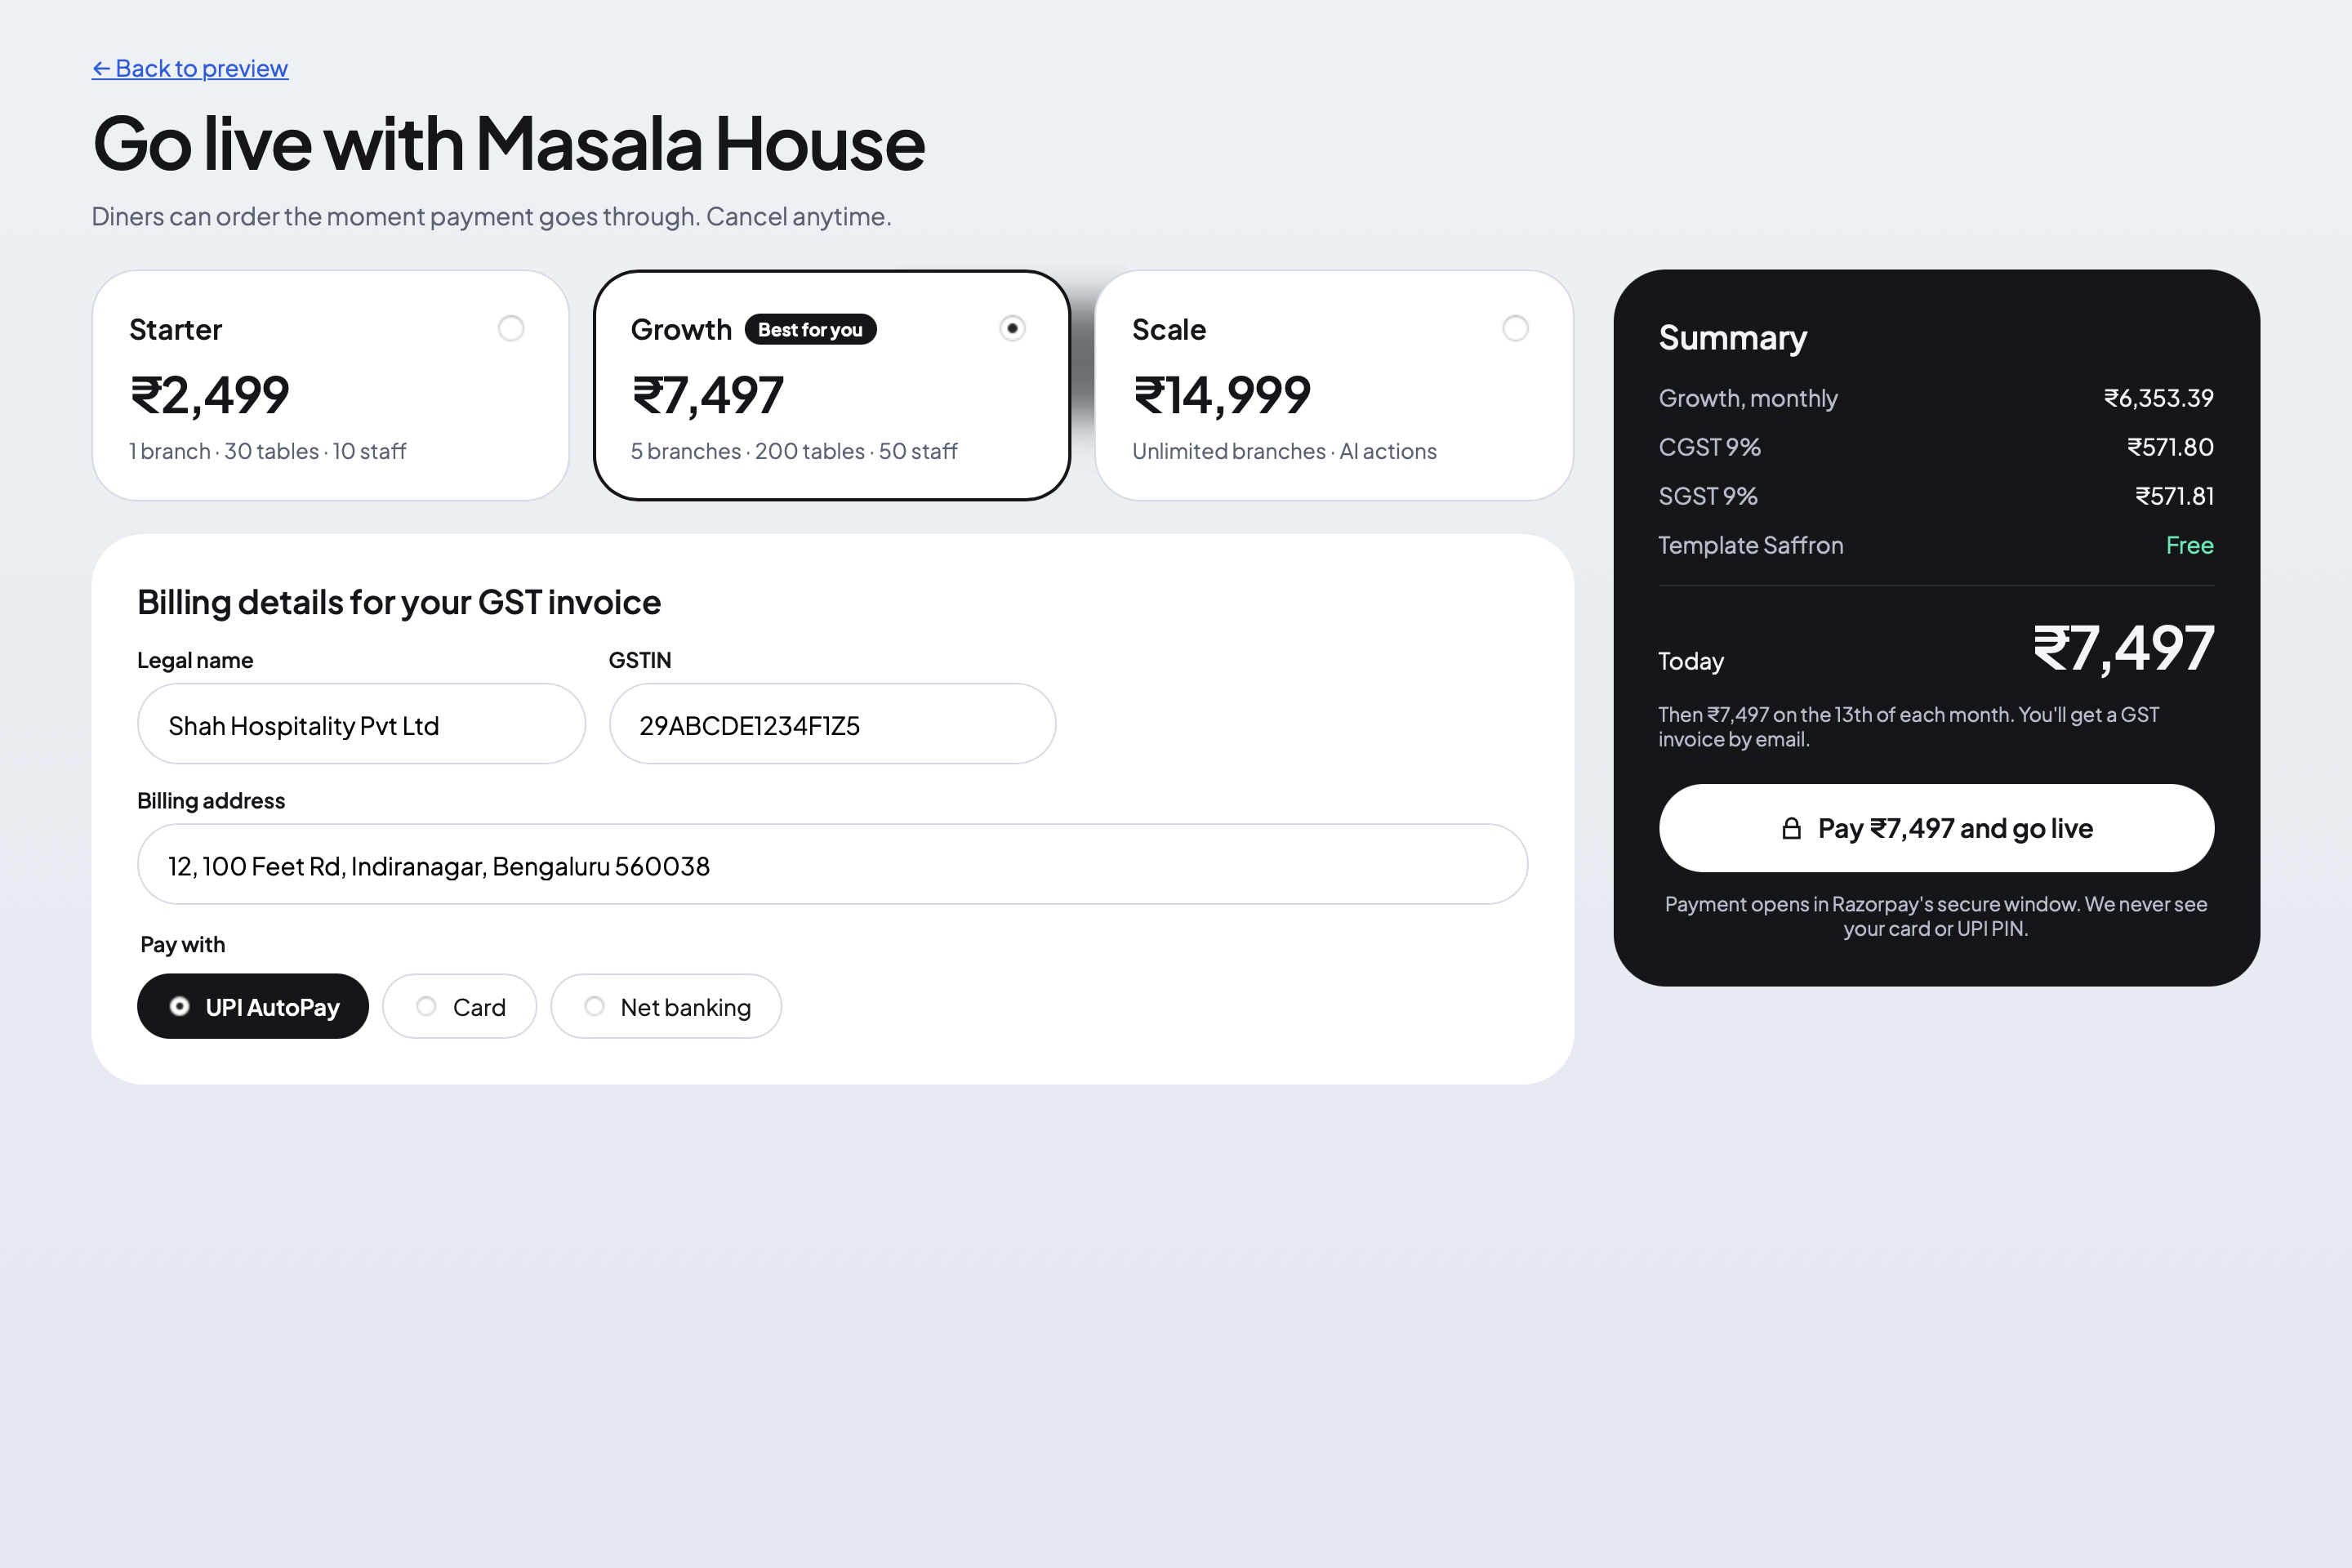 ← Back to preview
Go live with Masala House
Diners can order the moment payment goes through. Cancel anytime.
Starter
₹2,499
1 branch · 30 tables · 10 staff
Growth Best for you
₹7,497
5 branches · 200 tables · 50 staff
Scale
₹14,999
Unlimited branches · AI actions
Billing details for your GST invoice
Legal name
Shah Hospitality Pvt Ltd
GSTIN
29ABCDE1234F1Z5
Billing address
12, 100 Feet Rd, Indiranagar, Bengaluru 560038
Pay with
UPI AutoPay
Card
Net banking
Summary
Growth, monthly ₹6,353.39
CGST 9% ₹571.80
SGST 9% ₹571.81
Template Saffron Free
Today ₹7,497
Then ₹7,497 on the 13th of each month. You'll get a GST
invoice by email.
Pay ₹7,497 and go live
Payment opens in Razorpay's secure window. We never see
your card or UPI PIN.